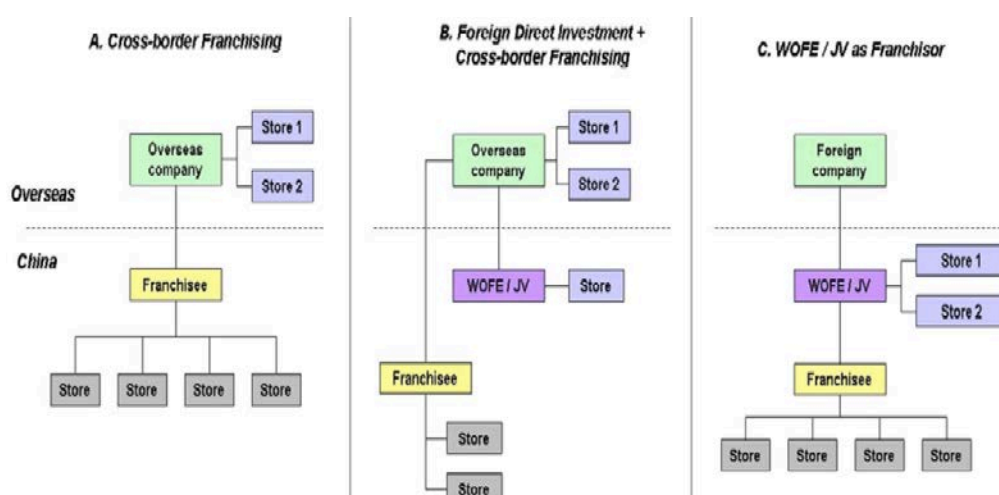 A. Cross-border Franchising
Overseas
company
Store 1
Store 2
Overseas
China
Franchisee
Store
Store
Store
Store
B. Foreign Direct Investment +
Cross-border Franchising
Overseas
company
Store 1
Store 2
WOFE / JV
Store
Franchisee
Store
Store
C. WOFE / JV as Franchisor
Foreign
company
WOFE / JV
Store 1
Store 2
Franchisee
Store
Store
Store
Store